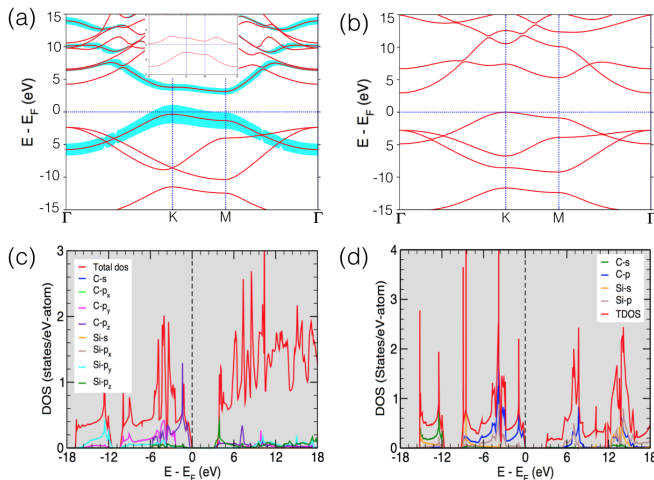 (a)
15
10
5
0
-5
-10
-15
E - E_F (eV)
Γ K M Γ
(b)
15
10
5
0
-5
-10
-15
E - E_F (eV)
Γ K M Γ
(c)
3
2
1
0
DOS (states/eV-atom)
Total dos
C-s
C-p_x
C-p_y
C-p_z
Si-s
Si-p_x
Si-p_y
Si-p_z
-18 -12 -6 0 6 12 18
E - E_F (eV)
(d)
4
3
2
1
0
DOS (states/eV-atom)
C-s
C-p
Si-s
Si-p
TDOS
-18 -12 -6 0 6 12 18
E - E_F (eV)